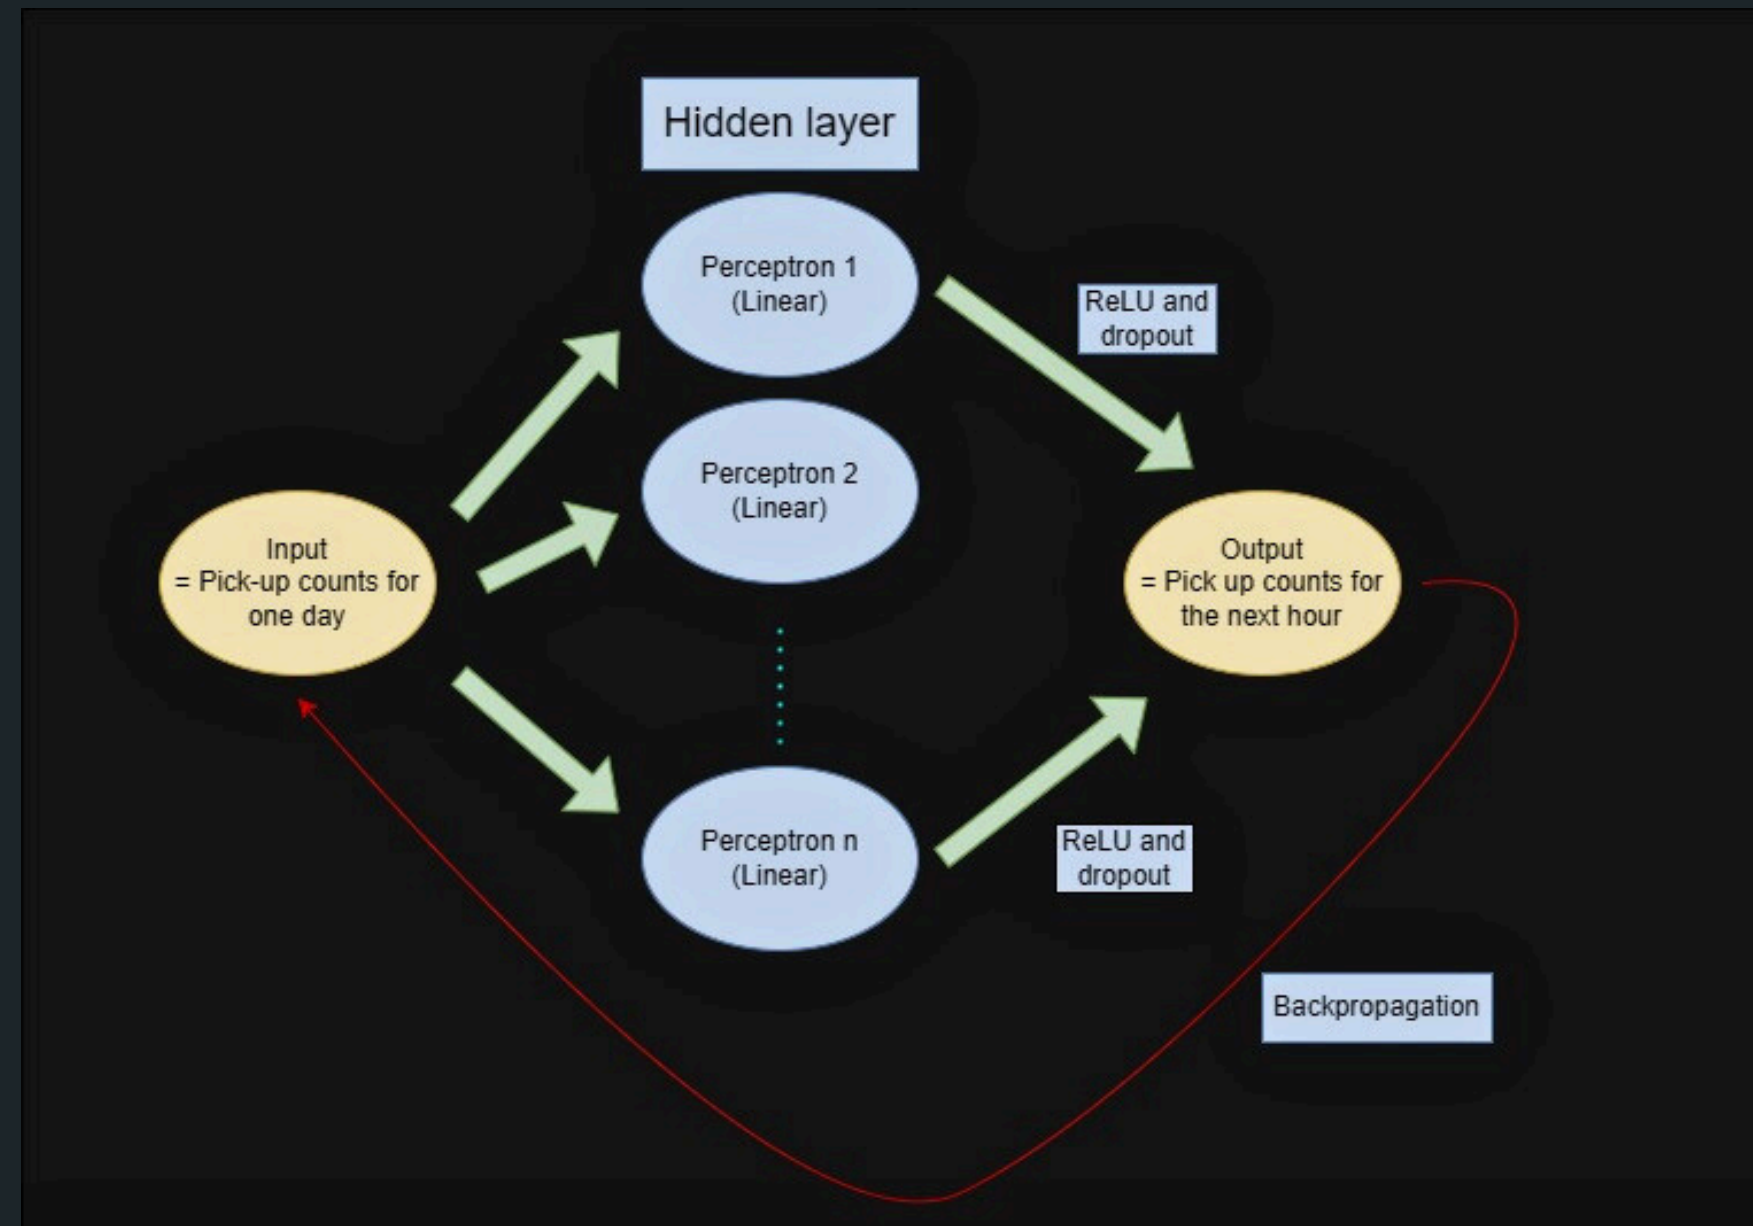 Hidden layer
Perceptron 1
(Linear)
ReLU and
dropout
Perceptron 2
(Linear)
Input
= Pick-up counts for
one day
Output
= Pick up counts for
the next hour
Perceptron n
(Linear)
ReLU and
dropout
Backpropagation